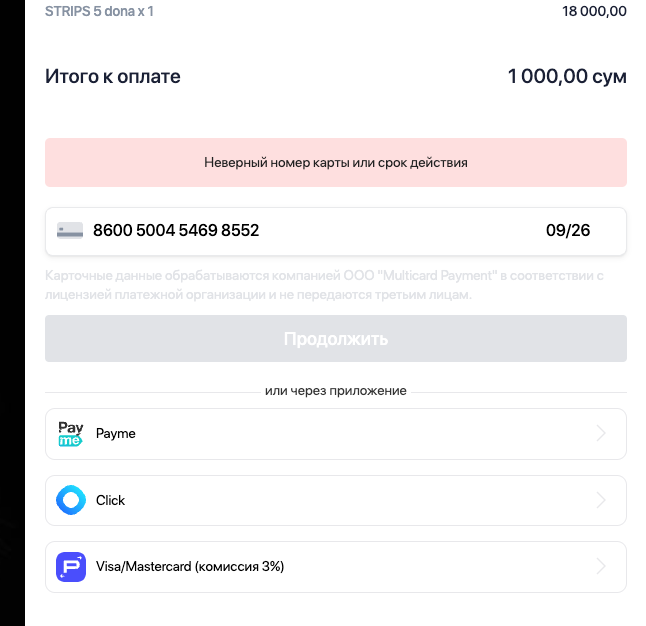 STRIPS 5 dona x 1 18 000,00
Итого к оплате 1 000,00 сум
Неверный номер карты или срок действия
8600 5004 5469 8552 09/26
Карточные данные обрабатываются компанией ООО "Multicard Payment" в соответствии с
лицензией платежной организации и не передаются третьим лицам.
Продолжить
или через приложение
Pay
me
Payme
Click
Visa/Mastercard (комиссия 3%)